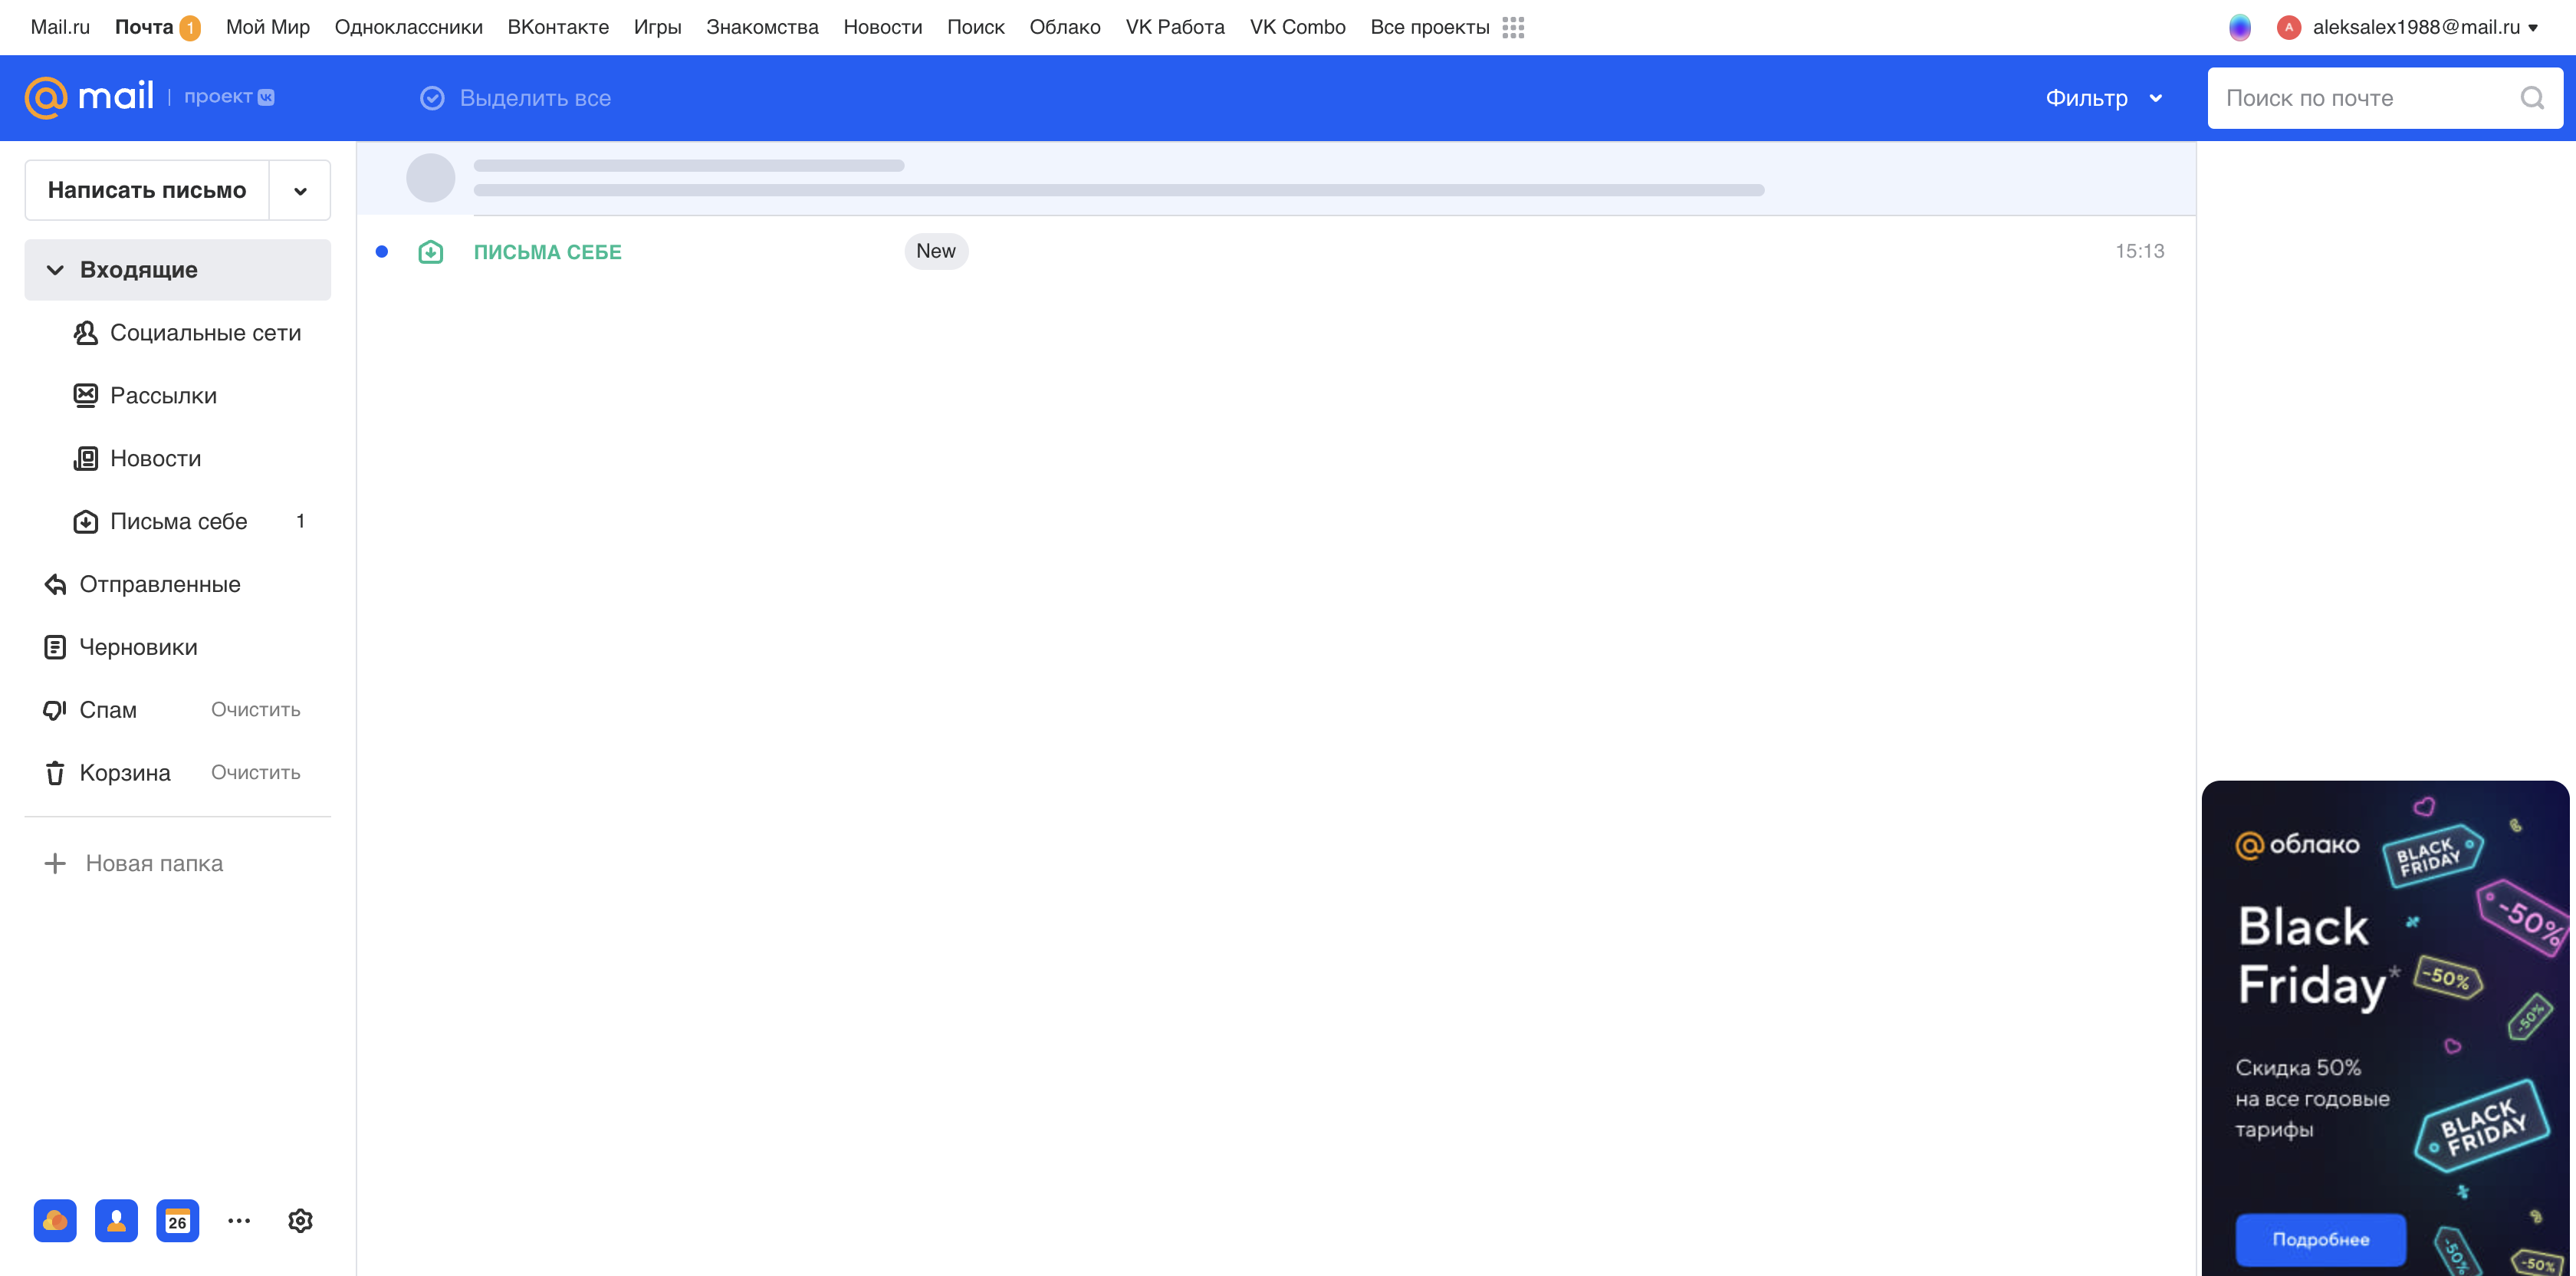 Mail.ru Почта 1 Мой Мир Одноклассники ВКонтакте Игры Знакомства Новости Поиск Облако VK Работа VK Combo Все проекты A aleksalex1988@mail.ru
@mail | проект Выделить все Фильтр Поиск по почте
Написать письмо
Входящие
Социальные сети
Рассылки
Новости
Письма себе 1
Отправленные
Черновики
Спам Очистить
Корзина Очистить
Новая папка
26
ПИСЬМА СЕБЕ New 15:13
@облако
BLACK
FRIDAY
-50%
Black
Friday*
-50%
-50%
Скидка 50%
на все годовые
тарифы
BLACK
FRIDAY
Подробнее
-50%
-50%